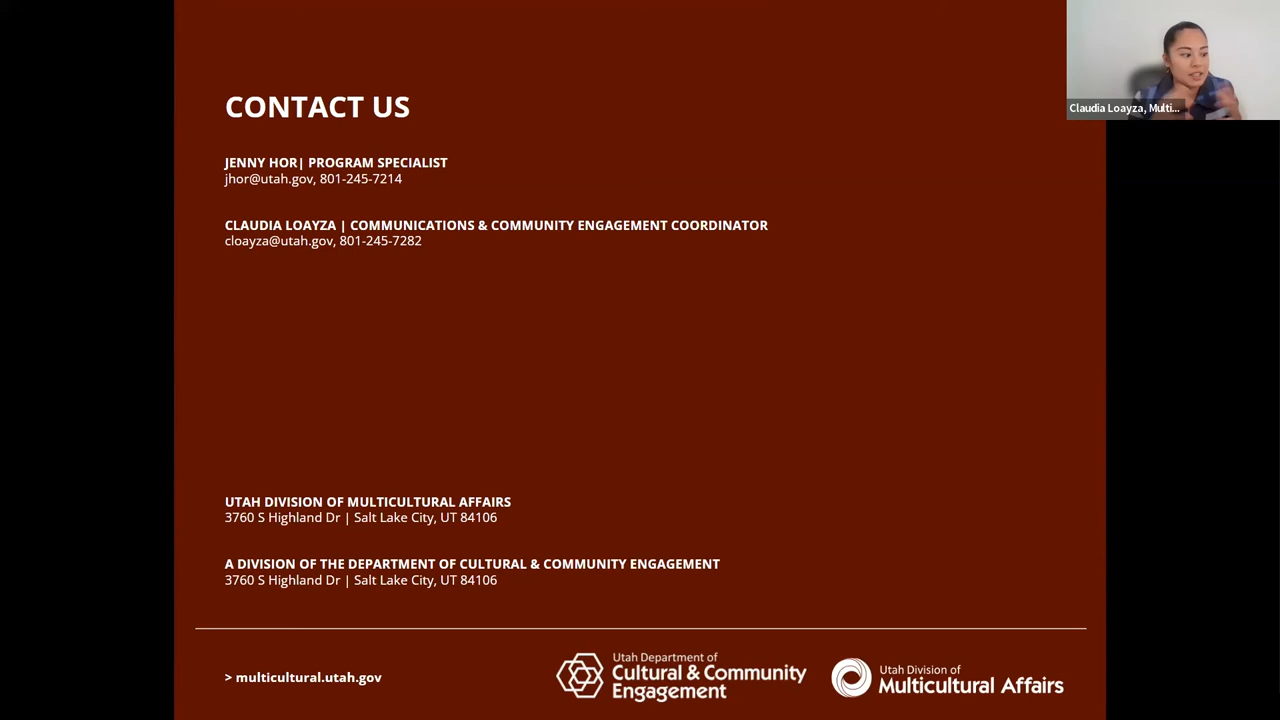 CONTACT US
JENNY HOR| PROGRAM SPECIALIST
jhor@utah.gov, 801-245-7214
CLAUDIA LOAYZA | COMMUNICATIONS & COMMUNITY ENGAGEMENT COORDINATOR
cloayza@utah.gov, 801-245-7282
UTAH DIVISION OF MULTICULTURAL AFFAIRS
3760 S Highland Dr | Salt Lake City, UT 84106
A DIVISION OF THE DEPARTMENT OF CULTURAL & COMMUNITY ENGAGEMENT
3760 S Highland Dr | Salt Lake City, UT 84106
> multicultural.utah.gov
Utah Department of
Cultural & Community
Engagement
Utah Division of
Multicultural Affairs
Claudia Loayza, Multi...